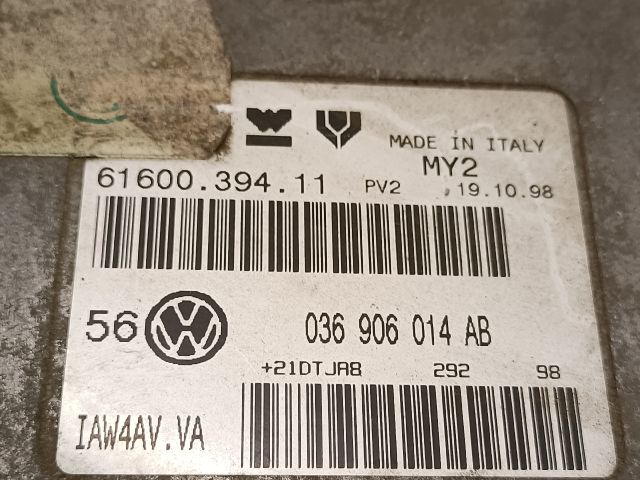 MADE IN ITALY
MY2
61600.394.11 PV2 19.10.98
56 VW 036 906 014 AB
+21DTJA8 292 98
IAW4AV.VA